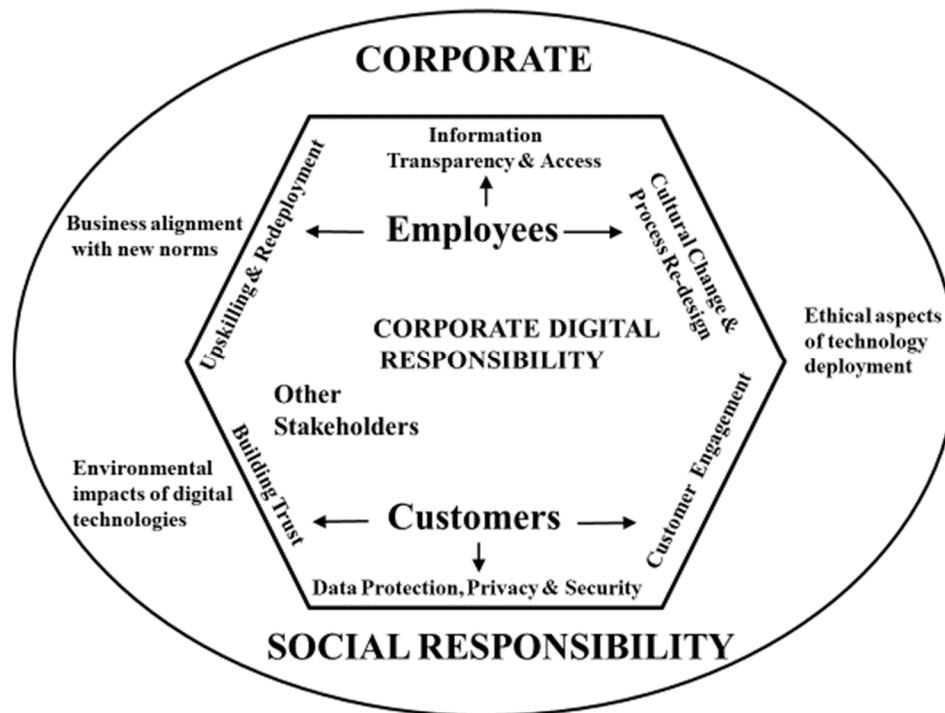 CORPORATE
Information
Transparency & Access
Upskilling & Redeployment
Cultural Change &
Process Re-design
Business alignment
with new norms
Employees
CORPORATE DIGITAL
RESPONSIBILITY
Ethical aspects
of technology
deployment
Other
Stakeholders
Building Trust
Customer Engagement
Environmental
impacts of digital
technologies
Customers
Data Protection, Privacy & Security
SOCIAL RESPONSIBILITY